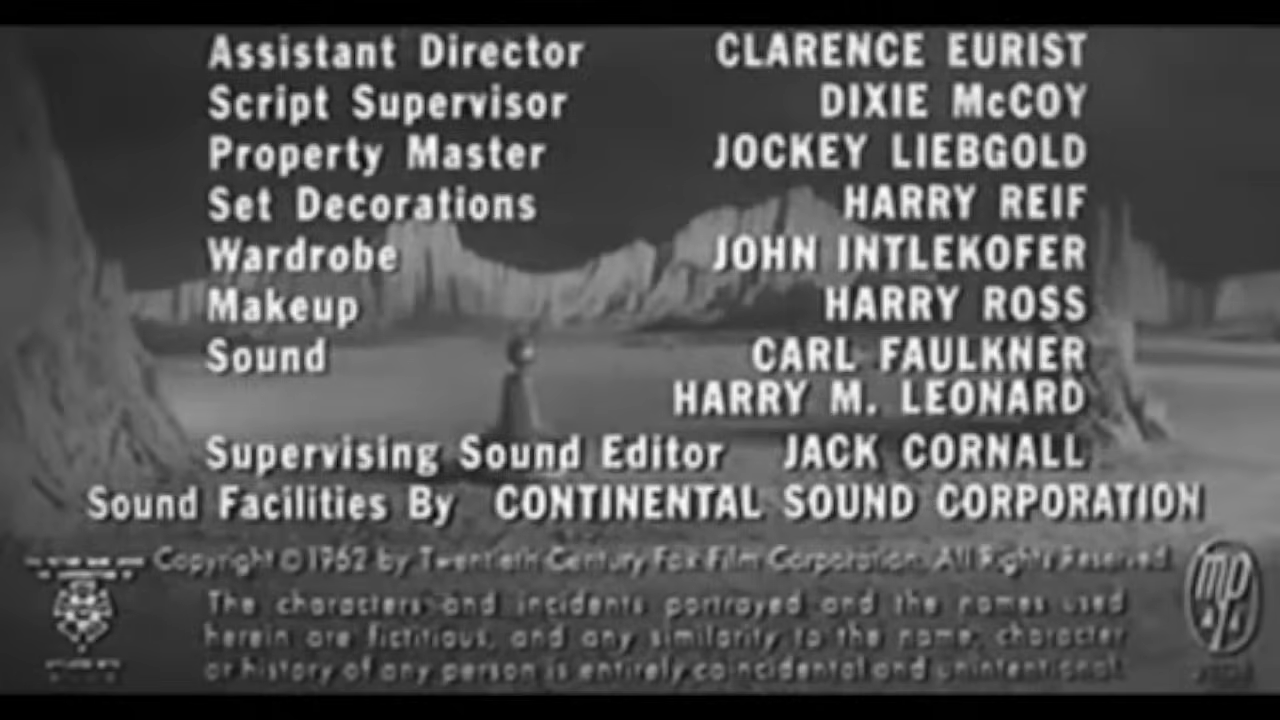 Assistant Director CLARENCE EURIST
Script Supervisor DIXIE McCOY
Property Master JOCKEY LIEBGOLD
Set Decorations HARRY REIF
Wardrobe JOHN INTLEKOFER
Makeup HARRY ROSS
Sound CARL FAULKNER
HARRY M. LEONARD
Supervising Sound Editor JACK CORNALL
Sound Facilities By CONTINENTAL SOUND CORPORATION
Copyright © 1962 by Twentieth Century Fox Film Corporation. All Rights Reserved
The characters and incidents portrayed and the names used
herein are fictitious, and any similarity to the name, character
or history of any person is entirely coincidental and unintentional.